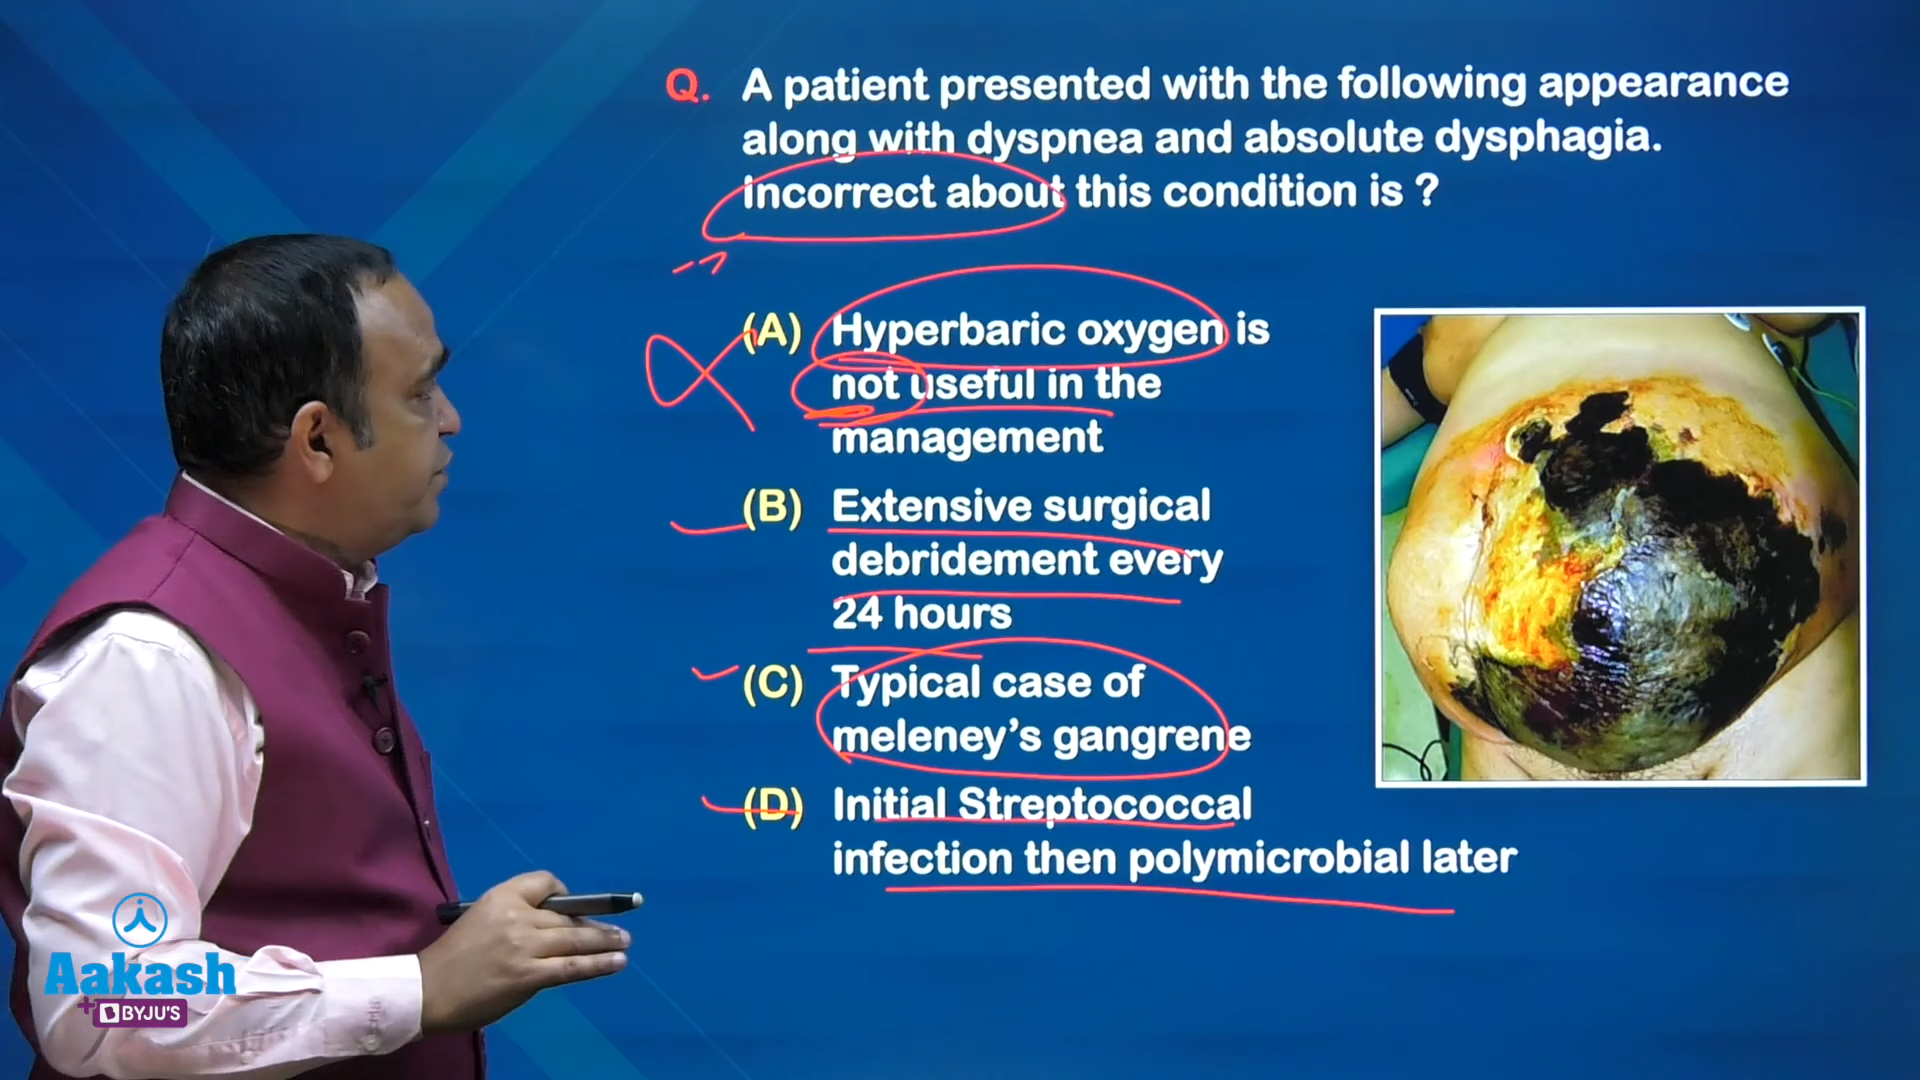 Q. A patient presented with the following appearance
along with dyspnea and absolute dysphagia.
Incorrect about this condition is ?
(A) Hyperbaric oxygen is
not useful in the
management
(B) Extensive surgical
debridement every
24 hours
(C) Typical case of
meleney's gangrene
(D) Initial Streptococcal
infection then polymicrobial later
Aakash
+ BYJU'S